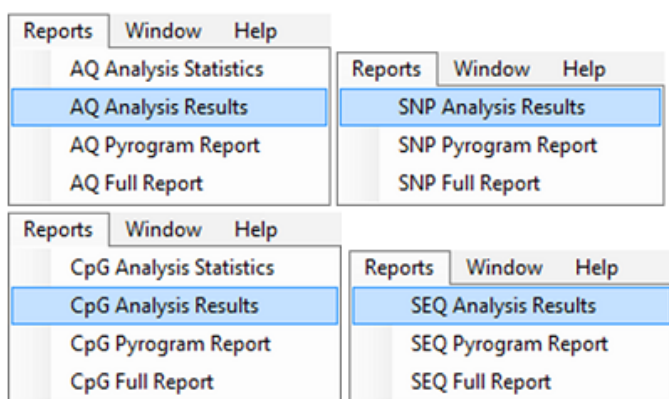 Reports Window Help
AQ Analysis Statistics
AQ Analysis Results
AQ Pyrogram Report
AQ Full Report
Reports Window Help
SNP Analysis Results
SNP Pyrogram Report
SNP Full Report
Reports Window Help
CpG Analysis Statistics
CpG Analysis Results
CpG Pyrogram Report
CpG Full Report
Reports Window Help
SEQ Analysis Results
SEQ Pyrogram Report
SEQ Full Report